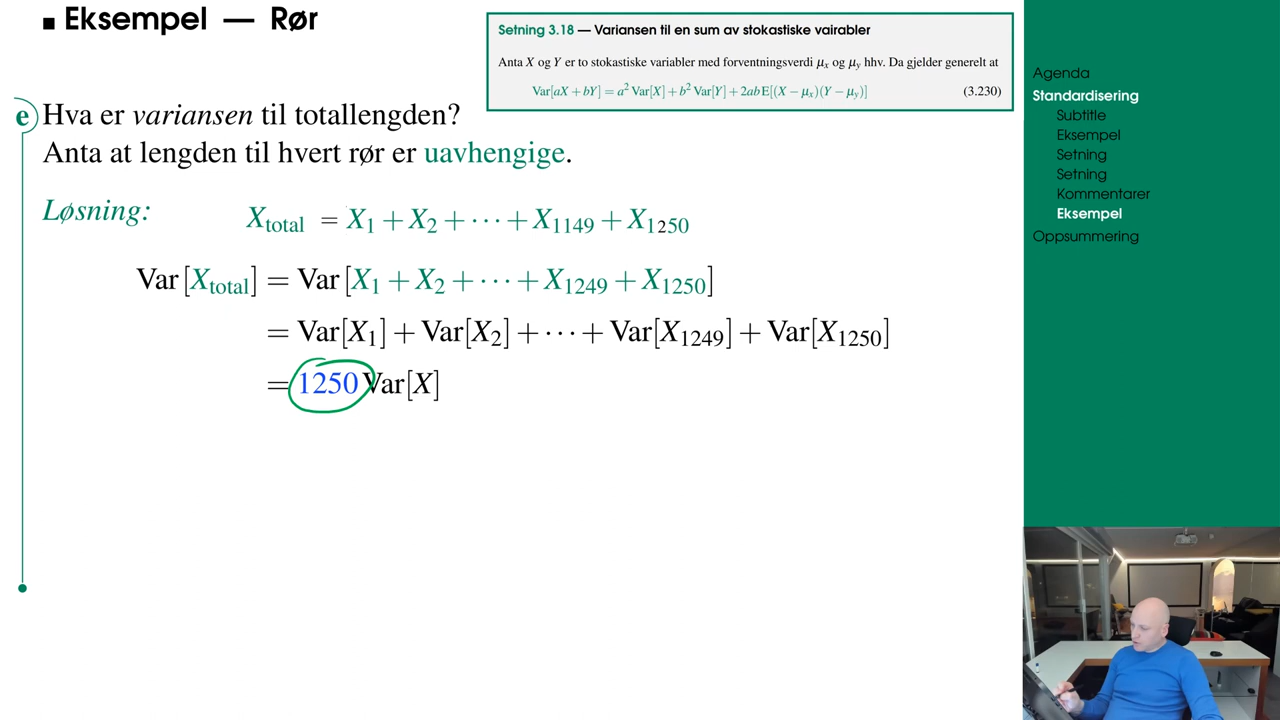 ▪ Eksempel — Rør
Setning 3.18 — Variansen til en sum av stokastiske vairabler
Anta X og Y er to stokastiske variabler med forventningsverdi μₓ og μᵧ hhv. Da gjelder generelt at
Var[aX + bY] = a² Var[X] + b² Var[Y] + 2ab E[(X − μₓ)(Y − μᵧ)] (3.230)
e Hva er variansen til totallengden?
Anta at lengden til hvert rør er uavhengige.
Løsning: X_total = X₁ + X₂ + ⋯ + X₁₁₄₉ + X₁₂₅₀
Var[X_total] = Var[X₁ + X₂ + ⋯ + X₁₂₄₉ + X₁₂₅₀]
= Var[X₁] + Var[X₂] + ⋯ + Var[X₁₂₄₉] + Var[X₁₂₅₀]
= 1250 Var[X]
Agenda
Standardisering
Subtitle
Eksempel
Setning
Setning
Kommentarer
Eksempel
Oppsummering